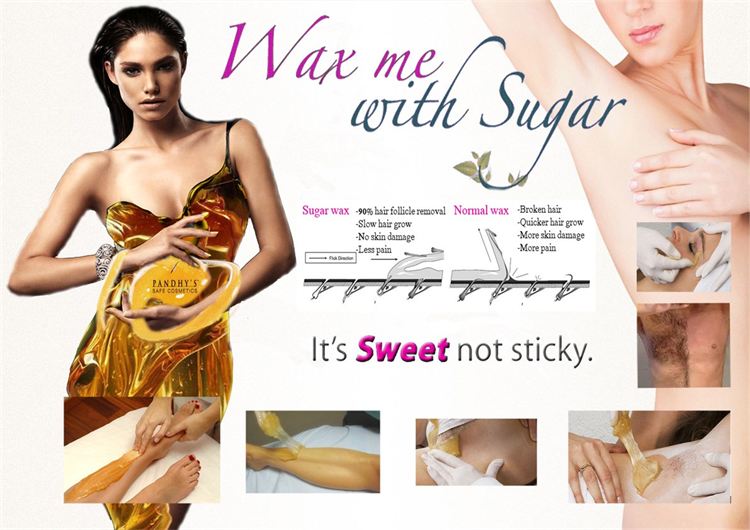 Wax me
with Sugar
Sugar wax
-90% hair follicle removal
-Slow hair grow
-No skin damage
-Less pain
Normal wax
-Broken hair
-Quicker hair grow
-More skin damage
-More pain
Flick Direction
PANDHY'S
SAFE COSMETICS
It's Sweet not sticky.